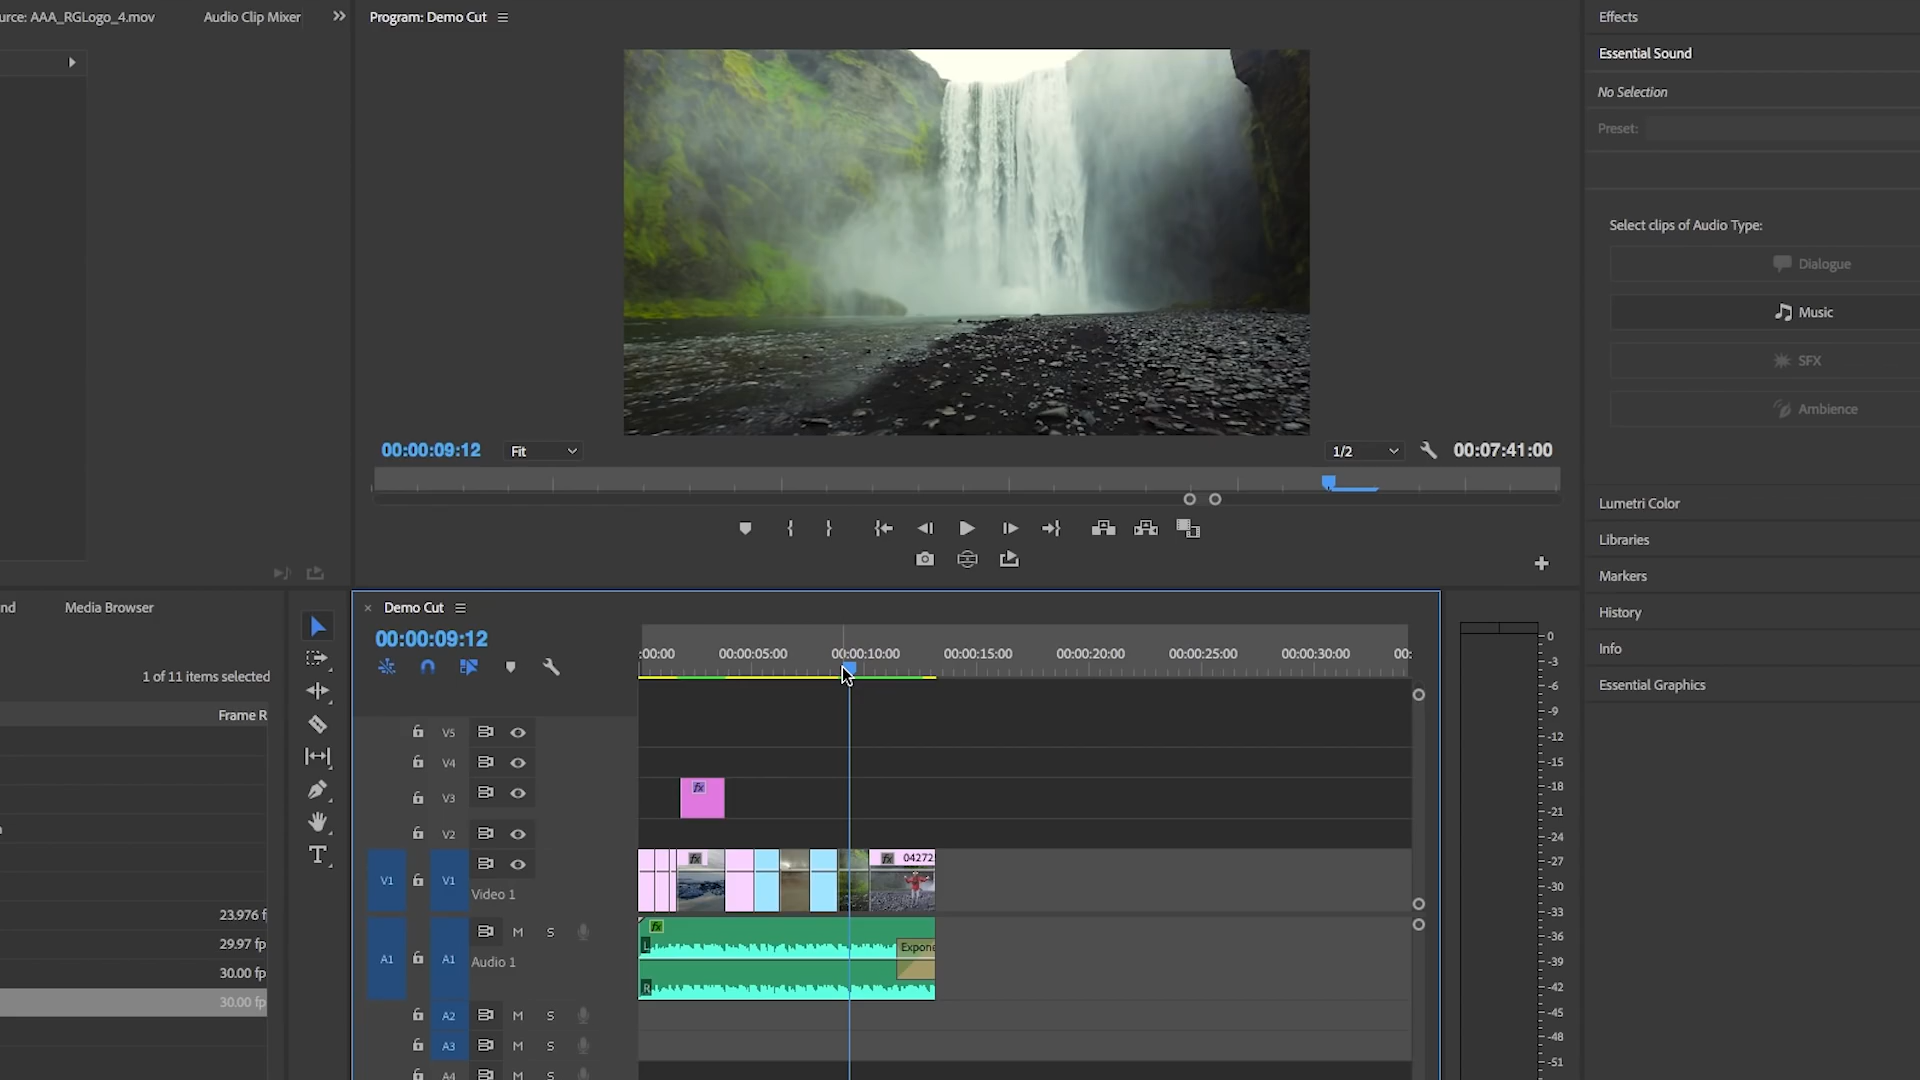 urce: AAA_RGLogo_4.mov
Audio Clip Mixer
Program: Demo Cut
Effects
Essential Sound
No Selection
Preset:
Select clips of Audio Type:
Dialogue
Music
SFX
Ambience
00:00:09:12
Fit
1/2
00:07:41:00
Lumetri Color
Libraries
Markers
History
Info
Essential Graphics
nd
Media Browser
1 of 11 items selected
Frame R
23.976 f
29.97 fp
30.00 fp
30.00 fp
Demo Cut
00:00:09:12
:00:00
00:00:05:00
00:00:10:00
00:00:15:00
00:00:20:00
00:00:25:00
00:00:30:00
00:
V5
V4
V3
fx
V2
V1
V1
Video 1
fx
fx
04272
A1
A1
M
S
Audio 1
fx
L
R
Expone
A2
M
S
A3
M
S
A4
M
S
0
-3
-6
-9
-12
-15
-18
-21
-24
-27
-30
-33
-36
-39
-42
-45
-48
-51